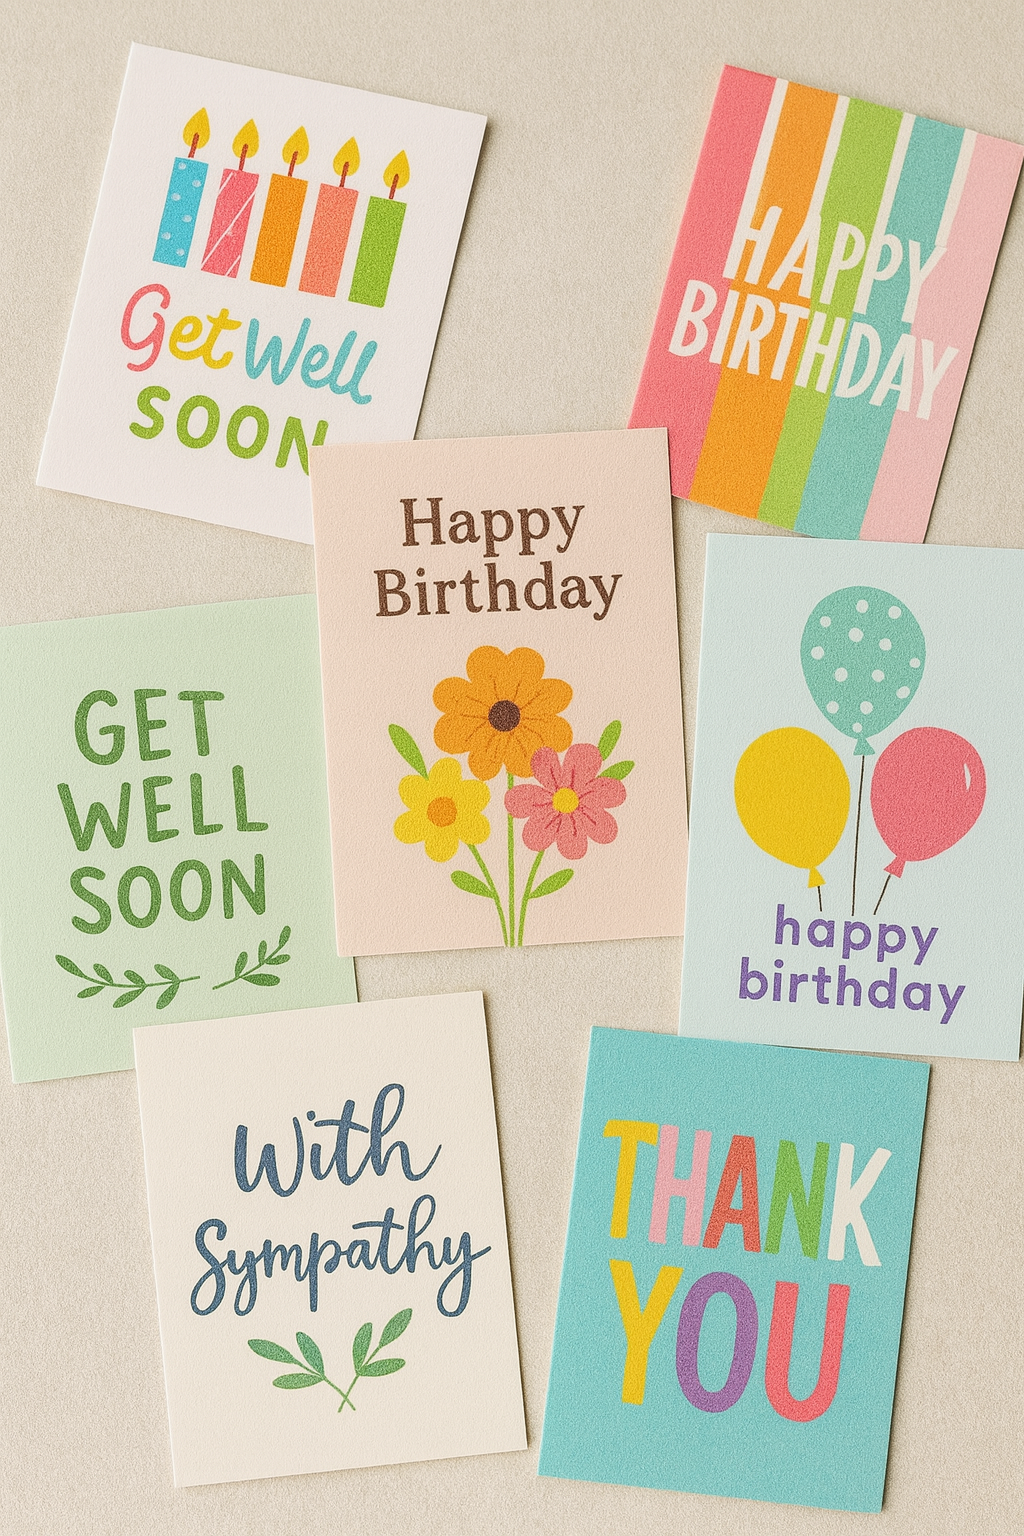 Get Well
SOON
HAPPY
BIRTHDAY
Happy
Birthday
GET
WELL
SOON
happy
birthday
With
Sympathy
THANK
YOU